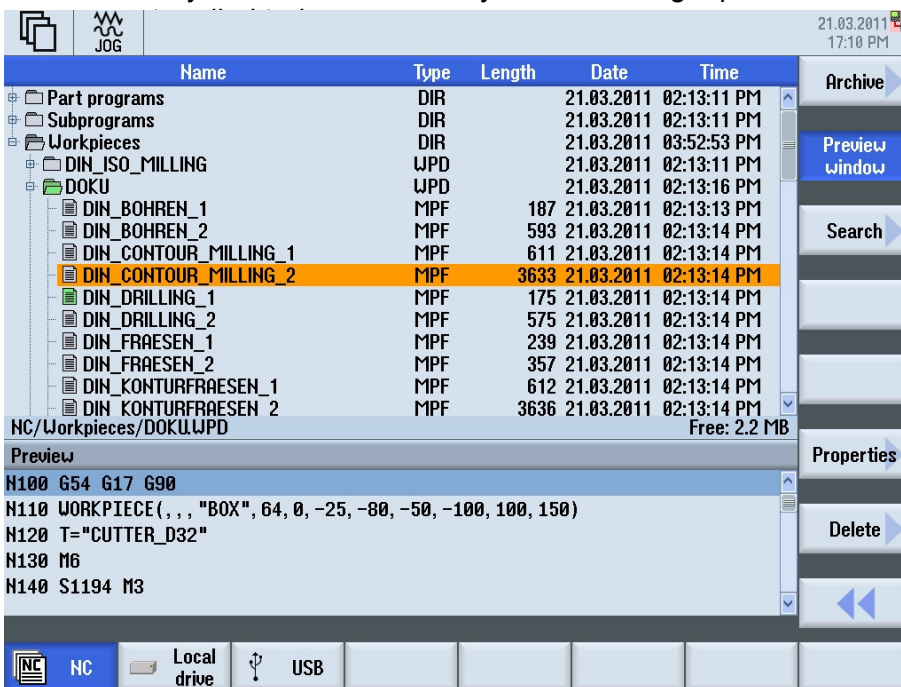 JOG
21.03.2011
17:10 PM
Name Type Length Date Time
Part programs DIR 21.03.2011 02:13:11 PM
Subprograms DIR 21.03.2011 02:13:11 PM
Workpieces DIR 21.03.2011 03:52:53 PM
DIN_ISO_MILLING WPD 21.03.2011 02:13:11 PM
DOKU WPD 21.03.2011 02:13:16 PM
DIN_BOHREN_1 MPF 187 21.03.2011 02:13:13 PM
DIN_BOHREN_2 MPF 593 21.03.2011 02:13:14 PM
DIN_CONTOUR_MILLING_1 MPF 611 21.03.2011 02:13:14 PM
DIN_CONTOUR_MILLING_2 MPF 3633 21.03.2011 02:13:14 PM
DIN_DRILLING_1 MPF 175 21.03.2011 02:13:14 PM
DIN_DRILLING_2 MPF 575 21.03.2011 02:13:14 PM
DIN_FRAESEN_1 MPF 239 21.03.2011 02:13:14 PM
DIN_FRAESEN_2 MPF 357 21.03.2011 02:13:14 PM
DIN_KONTURFRAESEN_1 MPF 612 21.03.2011 02:13:14 PM
DIN_KONTURFRAESEN_2 MPF 3636 21.03.2011 02:13:14 PM
NC/Workpieces/DOKU.WPD Free: 2.2 MB
Preview
N100 G54 G17 G90
N110 WORKPIECE(,,,"BOX",64,0,-25,-80,-50,-100,100,150)
N120 T="CUTTER_D32"
N130 M6
N140 S1194 M3
Archive
Preview
window
Search
Properties
Delete
NC NC
Local
drive
USB